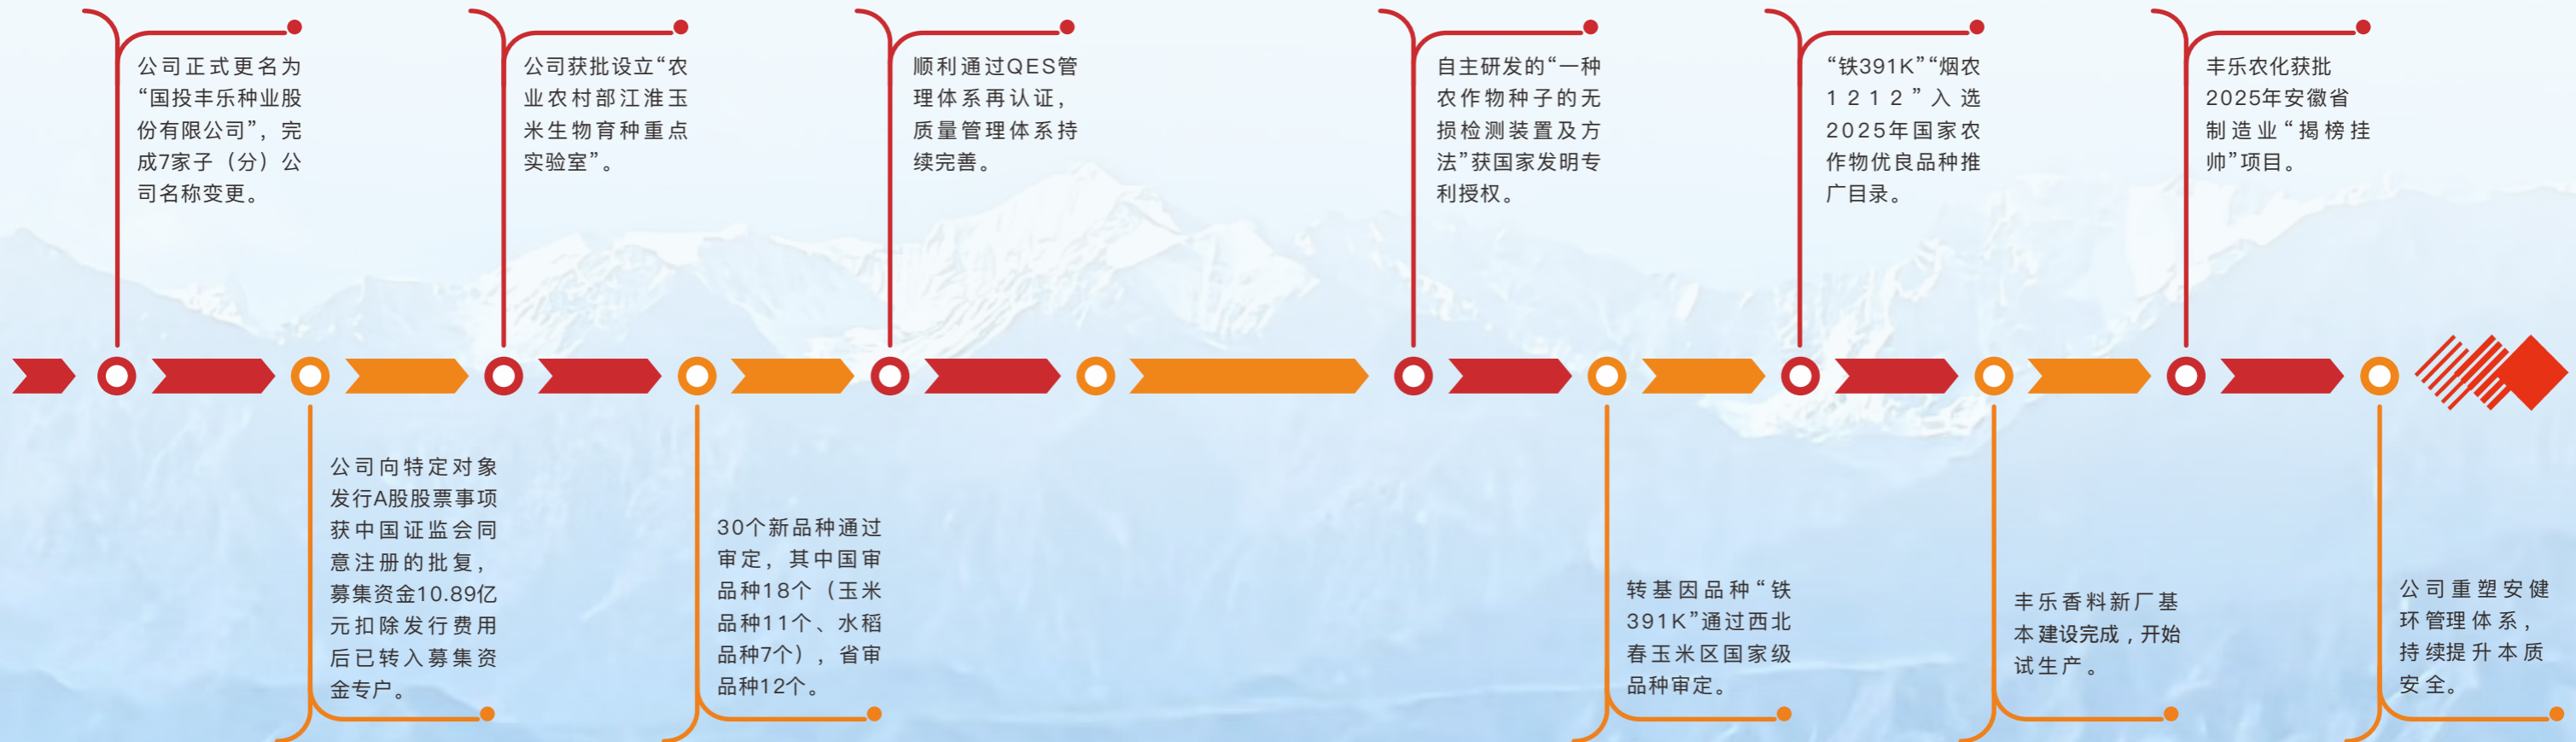 公司正式更名为
“国投丰乐种业股
份有限公司”，完
成7家子（分）公
司名称变更。
公司向特定对象
发行A股股票事项
获中国证监会同
意注册的批复，
募集资金10.89亿
元扣除发行费用
后已转入募集资
金专户。
公司获批设立“农
业农村部江淮玉
米生物育种重点
实验室”。
30个新品种通过
审定，其中国审
品种18个（玉米
品种11个、水稻
品种7个），省审
品种12个。
顺利通过QES管
理体系再认证，
质量管理体系持
续完善。
自主研发的“一种
农作物种子的无
损检测装置及方
法”获国家发明专
利授权。
转基因品种“铁
391K”通过西北
春玉米区国家级
品种审定。
“铁391K”“烟农
1212”入选
2025年国家农
作物优良品种推
广目录。
丰乐香料新厂基
本建设完成，开始
试生产。
丰乐农化获批
2025年安徽省
制造业“揭榜挂
帅”项目。
公司重塑安健
环管理体系，
持续提升本质
安全。